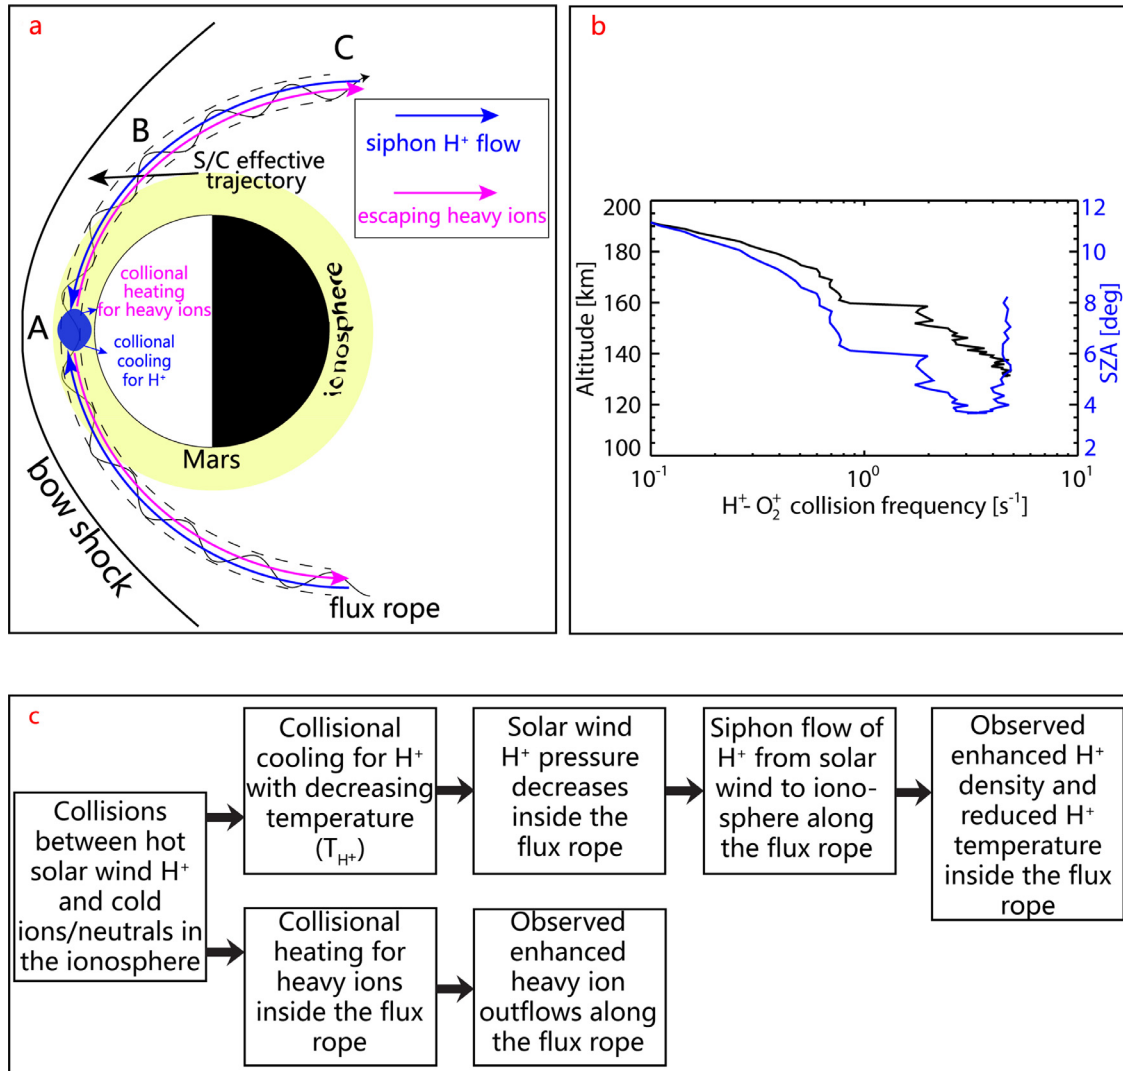 a
C
B
S/C effective
trajectory
siphon H⁺ flow
escaping heavy ions
collional
heating
for heavy ions
A
collional
cooling
for H⁺
ionosphere
Mars
bow shock
flux rope
b
200
180
160
140
120
100
Altitude [km]
12
10
8
6
4
2
SZA [deg]
10⁻¹
10⁰
10¹
H⁺- O₂⁺ collision frequency [s⁻¹]
c
Collisions
between hot
solar wind H⁺
and cold
ions/neutrals in
the ionosphere
Collisional
cooling for H⁺
with decreasing
temperature
(T_H⁺)
Solar wind
H⁺ pressure
decreases
inside the
flux rope
Siphon flow of
H⁺ from solar
wind to iono-
sphere along
the flux rope
Observed
enhanced H⁺
density and
reduced H⁺
temperature
inside the flux
rope
Collisional
heating for
heavy ions
inside the flux
rope
Observed
enhanced
heavy ion
outflows along
the flux rope